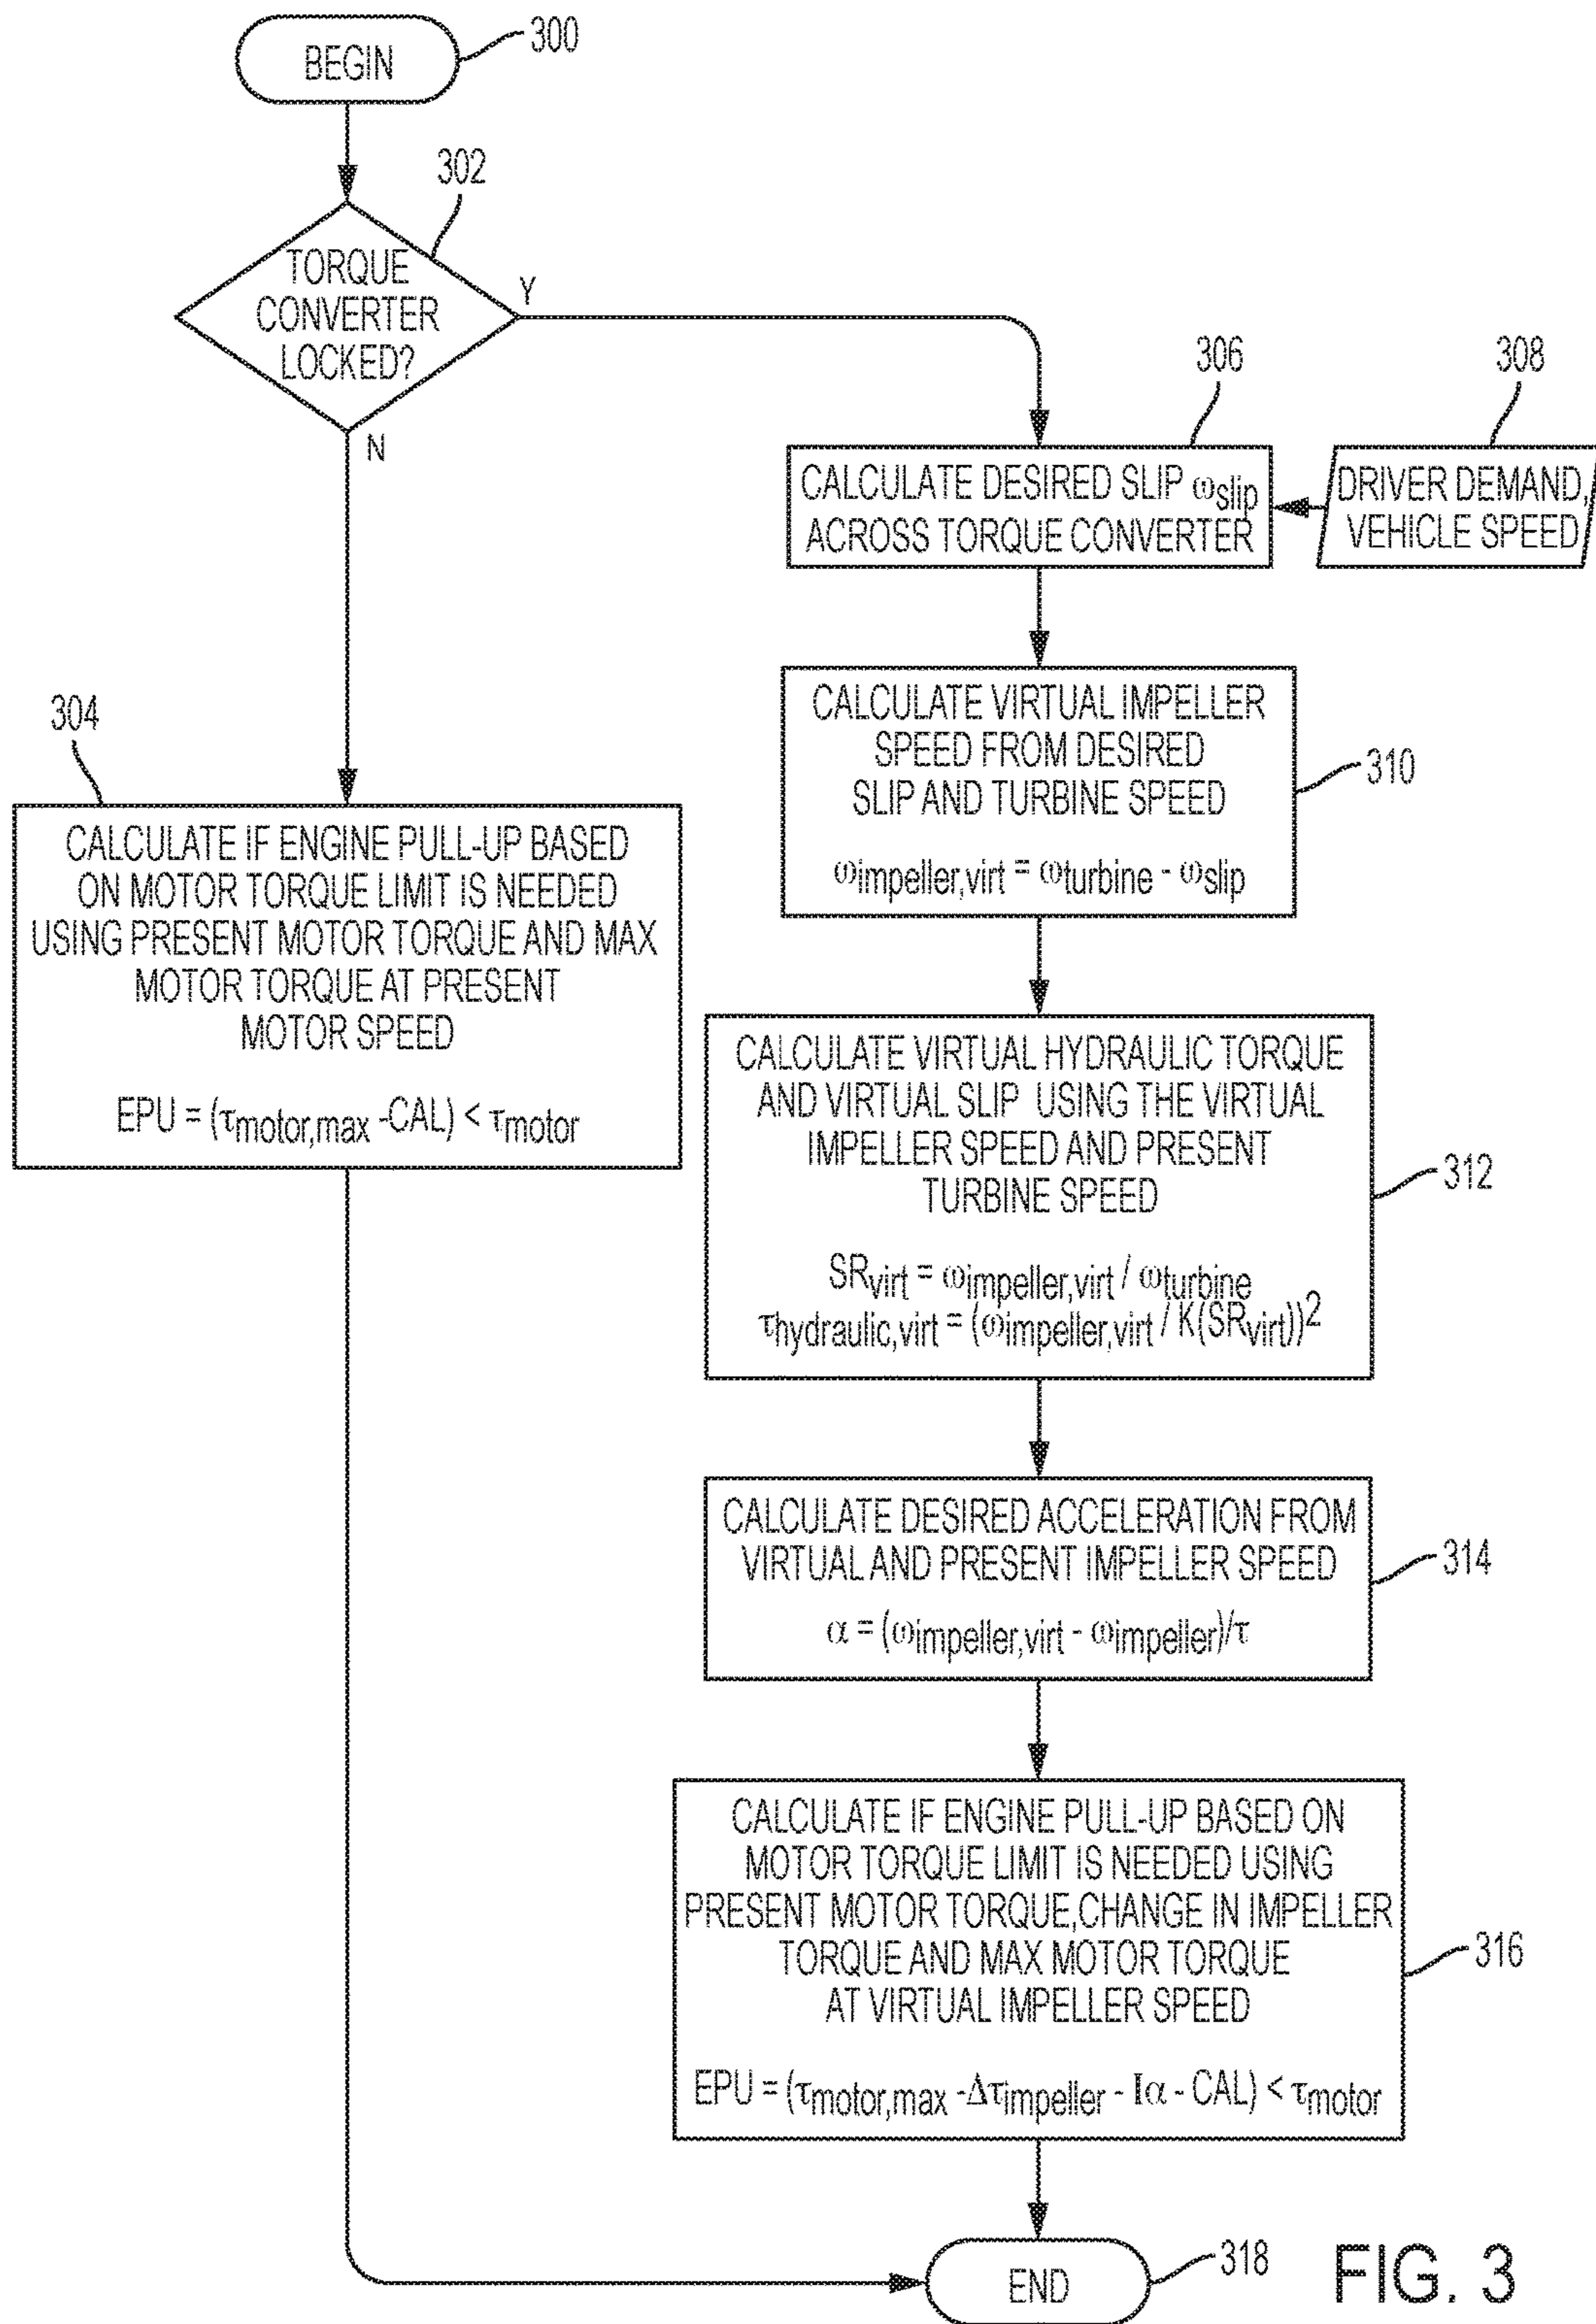 BEGIN
300
302
TORQUE
CONVERTER
LOCKED?
Y
N
306
308
CALCULATE DESIRED SLIP ωslip
ACROSS TORQUE CONVERTER
DRIVER DEMAND,
VEHICLE SPEED
CALCULATE VIRTUAL IMPELLER
SPEED FROM DESIRED
SLIP AND TURBINE SPEED
ωimpeller,virt = ωturbine - ωslip
310
304
CALCULATE IF ENGINE PULL-UP BASED
ON MOTOR TORQUE LIMIT IS NEEDED
USING PRESENT MOTOR TORQUE AND MAX
MOTOR TORQUE AT PRESENT
MOTOR SPEED
EPU = (τmotor,max -CAL) < τmotor
CALCULATE VIRTUAL HYDRAULIC TORQUE
AND VIRTUAL SLIP USING THE VIRTUAL
IMPELLER SPEED AND PRESENT
TURBINE SPEED
SRvirt = ωimpeller,virt / ωturbine
τhydraulic,virt = (ωimpeller,virt / K(SRvirt))²
312
CALCULATE DESIRED ACCELERATION FROM
VIRTUAL AND PRESENT IMPELLER SPEED
α = (ωimpeller,virt - ωimpeller)/τ
314
CALCULATE IF ENGINE PULL-UP BASED ON
MOTOR TORQUE LIMIT IS NEEDED USING
PRESENT MOTOR TORQUE,CHANGE IN IMPELLER
TORQUE AND MAX MOTOR TORQUE
AT VIRTUAL IMPELLER SPEED
EPU = (τmotor,max -Δτimpeller - Iα - CAL) < τmotor
316
END
318
FIG. 3